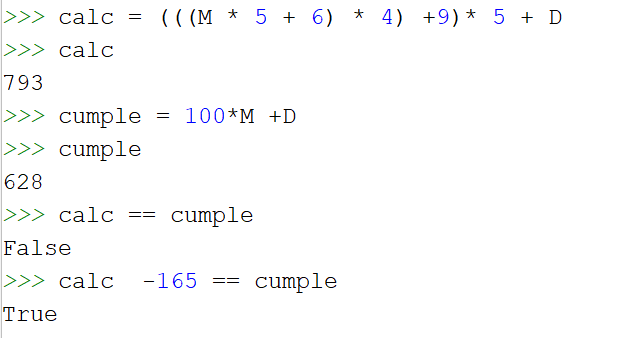 >>> calc = (((M * 5 + 6) * 4) +9)* 5 + D
>>> calc
793
>>> cumple = 100*M +D
>>> cumple
628
>>> calc == cumple
False
>>> calc  -165 == cumple
True